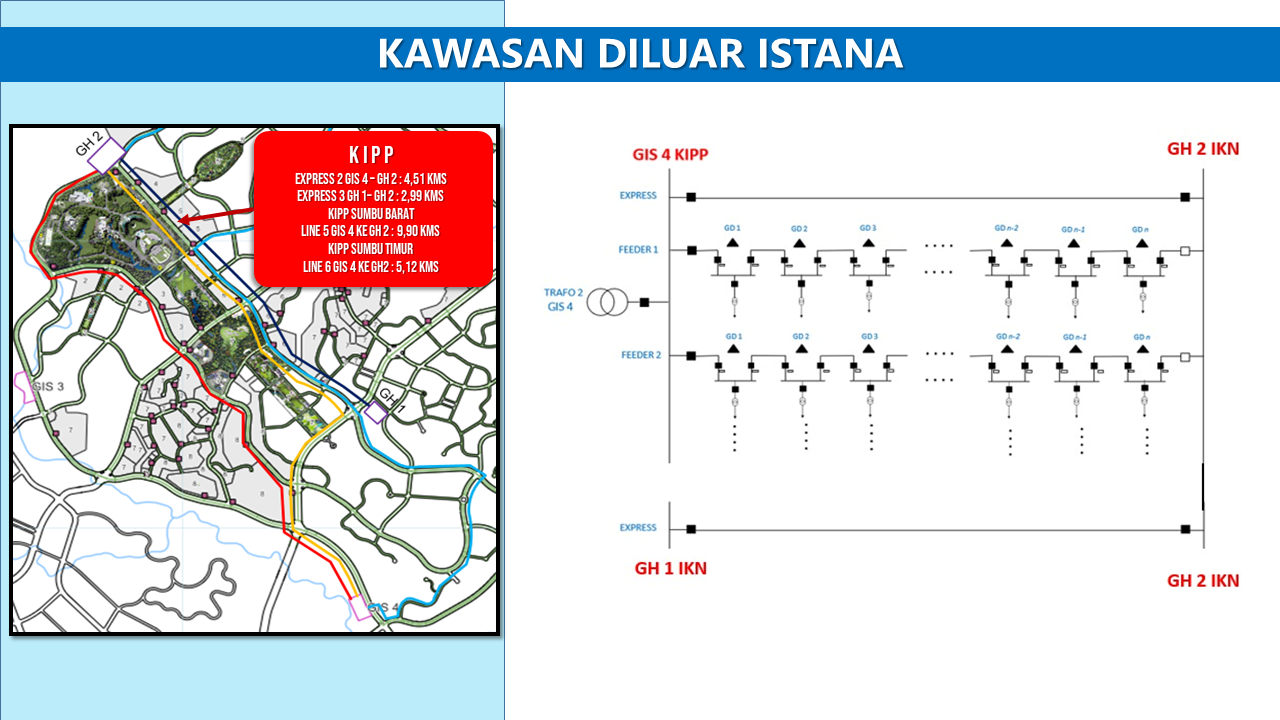 KAWASAN DILUAR ISTANA
GH 2
KIPP
EXPRESS 2 GIS 4 – GH 2 : 4,51 KMS
EXPRESS 3 GH 1– GH 2 : 2,99 KMS
KIPP SUMBU BARAT
LINE 5 GIS 4 KE GH 2 : 9,90 KMS
KIPP SUMBU TIMUR
LINE 6 GIS 4 KE GH2 : 5,12 KMS
GIS 3
GH 1
GIS 4
GIS 4 KIPP
GH 2 IKN
EXPRESS
GD 1
GD 2
GD 3
GD n-2
GD n-1
GD n
FEEDER 1
TRAFO 2
GIS 4
GD 1
GD 2
GD 3
GD n-2
GD n-1
GD n
FEEDER 2
EXPRESS
GH 1 IKN
GH 2 IKN